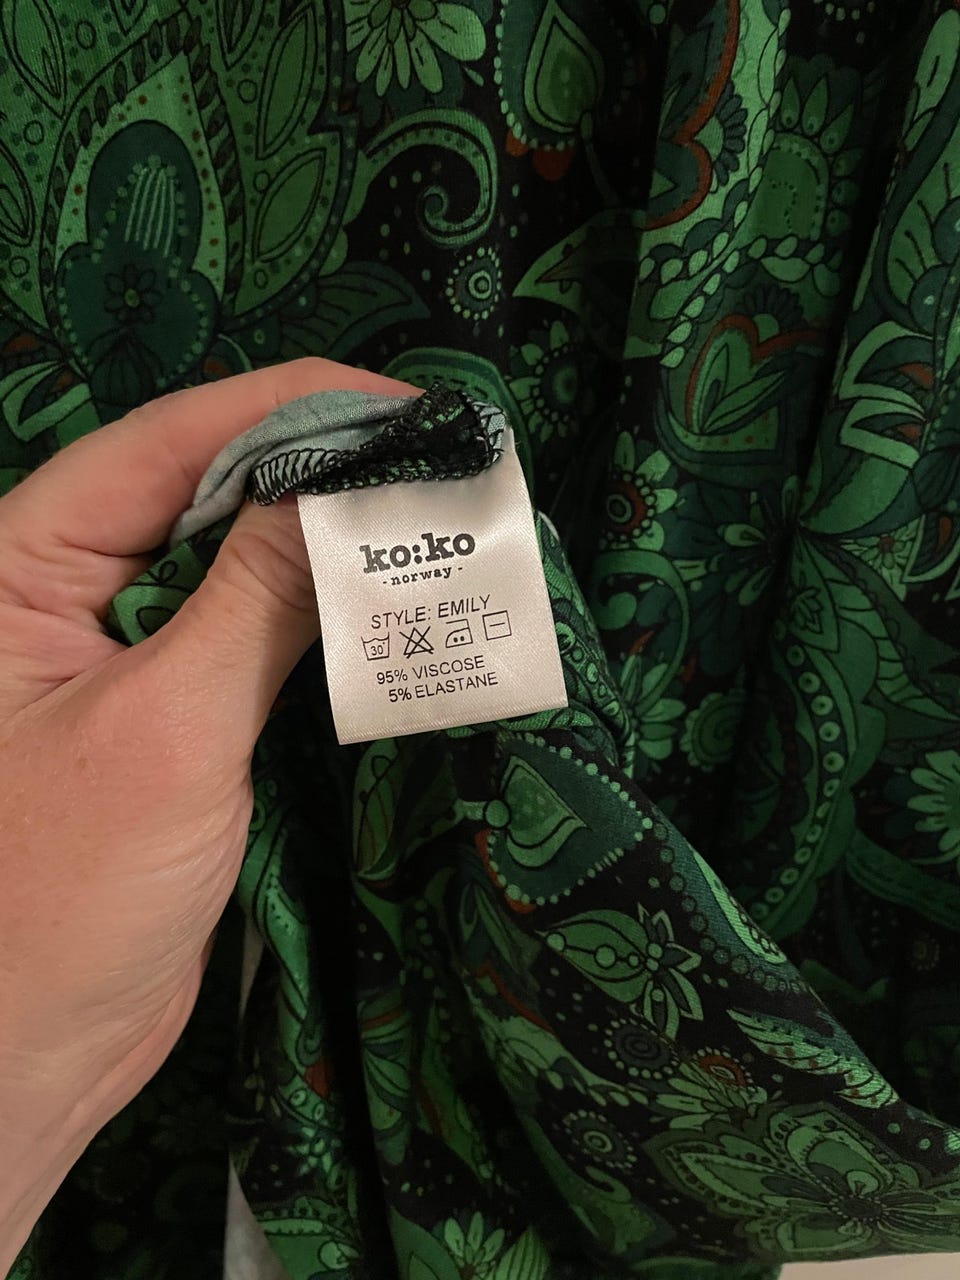 ko:ko
- norway -
STYLE: EMILY
30°
95% VISCOSE
5% ELASTANE